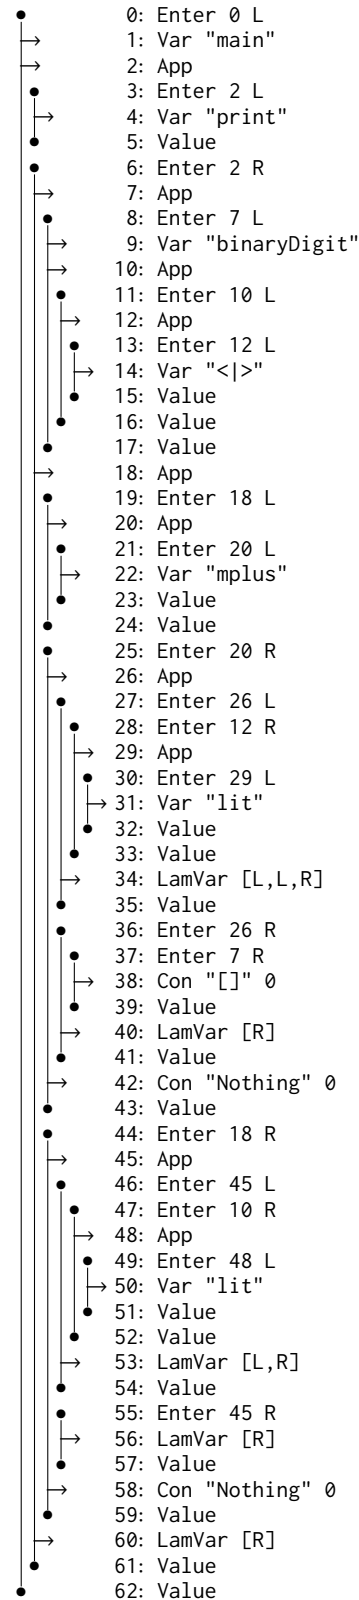 0: Enter 0 L
1: Var "main"
2: App
3: Enter 2 L
4: Var "print"
5: Value
6: Enter 2 R
7: App
8: Enter 7 L
9: Var "binaryDigit"
10: App
11: Enter 10 L
12: App
13: Enter 12 L
14: Var "<|>"
15: Value
16: Value
17: Value
18: App
19: Enter 18 L
20: App
21: Enter 20 L
22: Var "mplus"
23: Value
24: Value
25: Enter 20 R
26: App
27: Enter 26 L
28: Enter 12 R
29: App
30: Enter 29 L
31: Var "lit"
32: Value
33: Value
34: LamVar [L,L,R]
35: Value
36: Enter 26 R
37: Enter 7 R
38: Con "[]" 0
39: Value
40: LamVar [R]
41: Value
42: Con "Nothing" 0
43: Value
44: Enter 18 R
45: App
46: Enter 45 L
47: Enter 10 R
48: App
49: Enter 48 L
50: Var "lit"
51: Value
52: Value
53: LamVar [L,R]
54: Value
55: Enter 45 R
56: LamVar [R]
57: Value
58: Con "Nothing" 0
59: Value
60: LamVar [R]
61: Value
62: Value